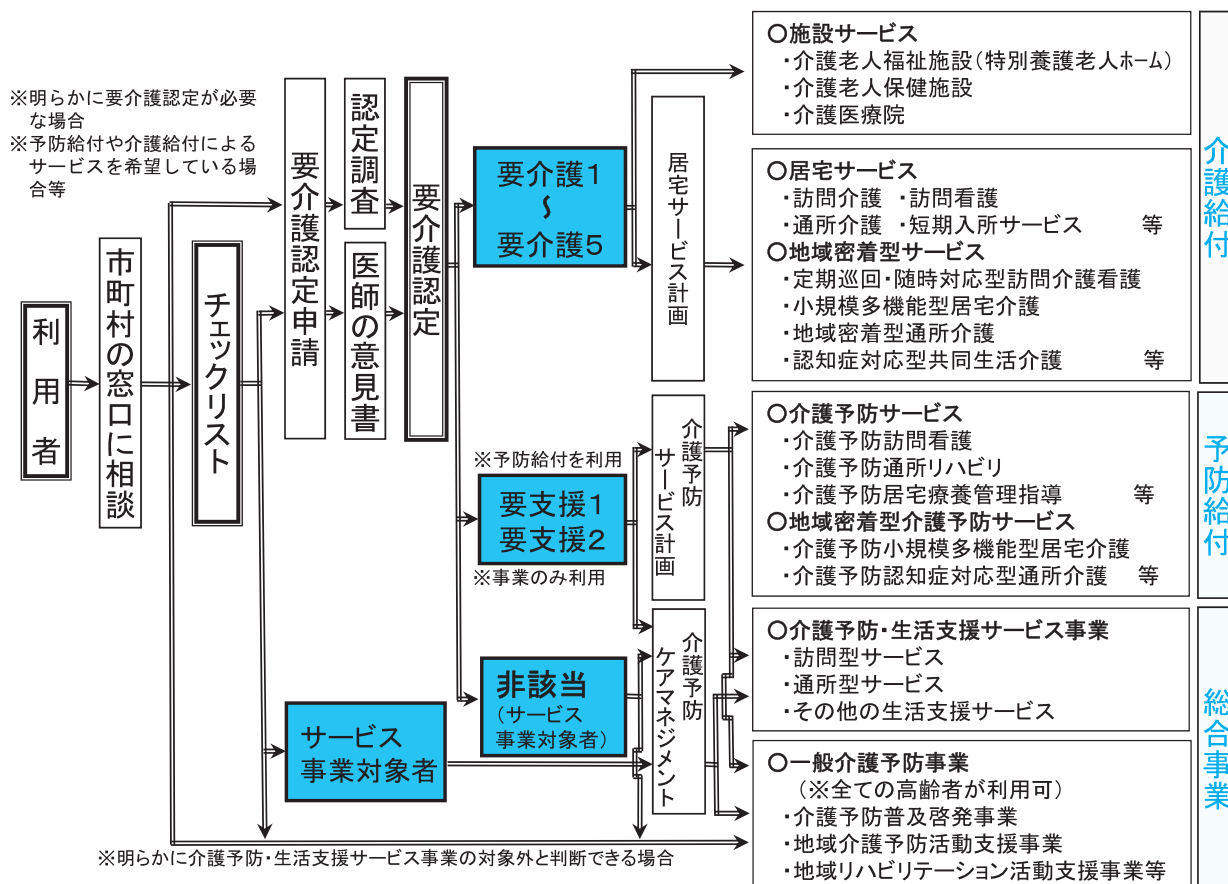 ※明らかに要介護認定が必要
な場合
※予防給付や介護給付による
サービスを希望している場
合等
利用者
市町村の窓口に相談
チェックリスト
要介護認定申請
認定調査
医師の意見書
要介護認定
要介護1
〜
要介護5
※予防給付を利用
要支援1
要支援2
※事業のみ利用
非該当
(サービス
事業対象者)
サービス
事業対象者
居宅サービス計画
介護予防
サービス計画
介護予防
ケアマネジメント
○施設サービス
・介護老人福祉施設(特別養護老人ホーム)
・介護老人保健施設
・介護医療院
○居宅サービス
・訪問介護 ・訪問看護
・通所介護 ・短期入所サービス 等
○地域密着型サービス
・定期巡回・随時対応型訪問介護看護
・小規模多機能型居宅介護
・地域密着型通所介護
・認知症対応型共同生活介護 等
介護給付
○介護予防サービス
・介護予防訪問看護
・介護予防通所リハビリ
・介護予防居宅療養管理指導 等
○地域密着型介護予防サービス
・介護予防小規模多機能型居宅介護
・介護予防認知症対応型通所介護 等
予防給付
○介護予防・生活支援サービス事業
・訪問型サービス
・通所型サービス
・その他の生活支援サービス
○一般介護予防事業
(※全ての高齢者が利用可)
・介護予防普及啓発事業
・地域介護予防活動支援事業
・地域リハビリテーション活動支援事業等
総合事業
※明らかに介護予防・生活支援サービス事業の対象外と判断できる場合